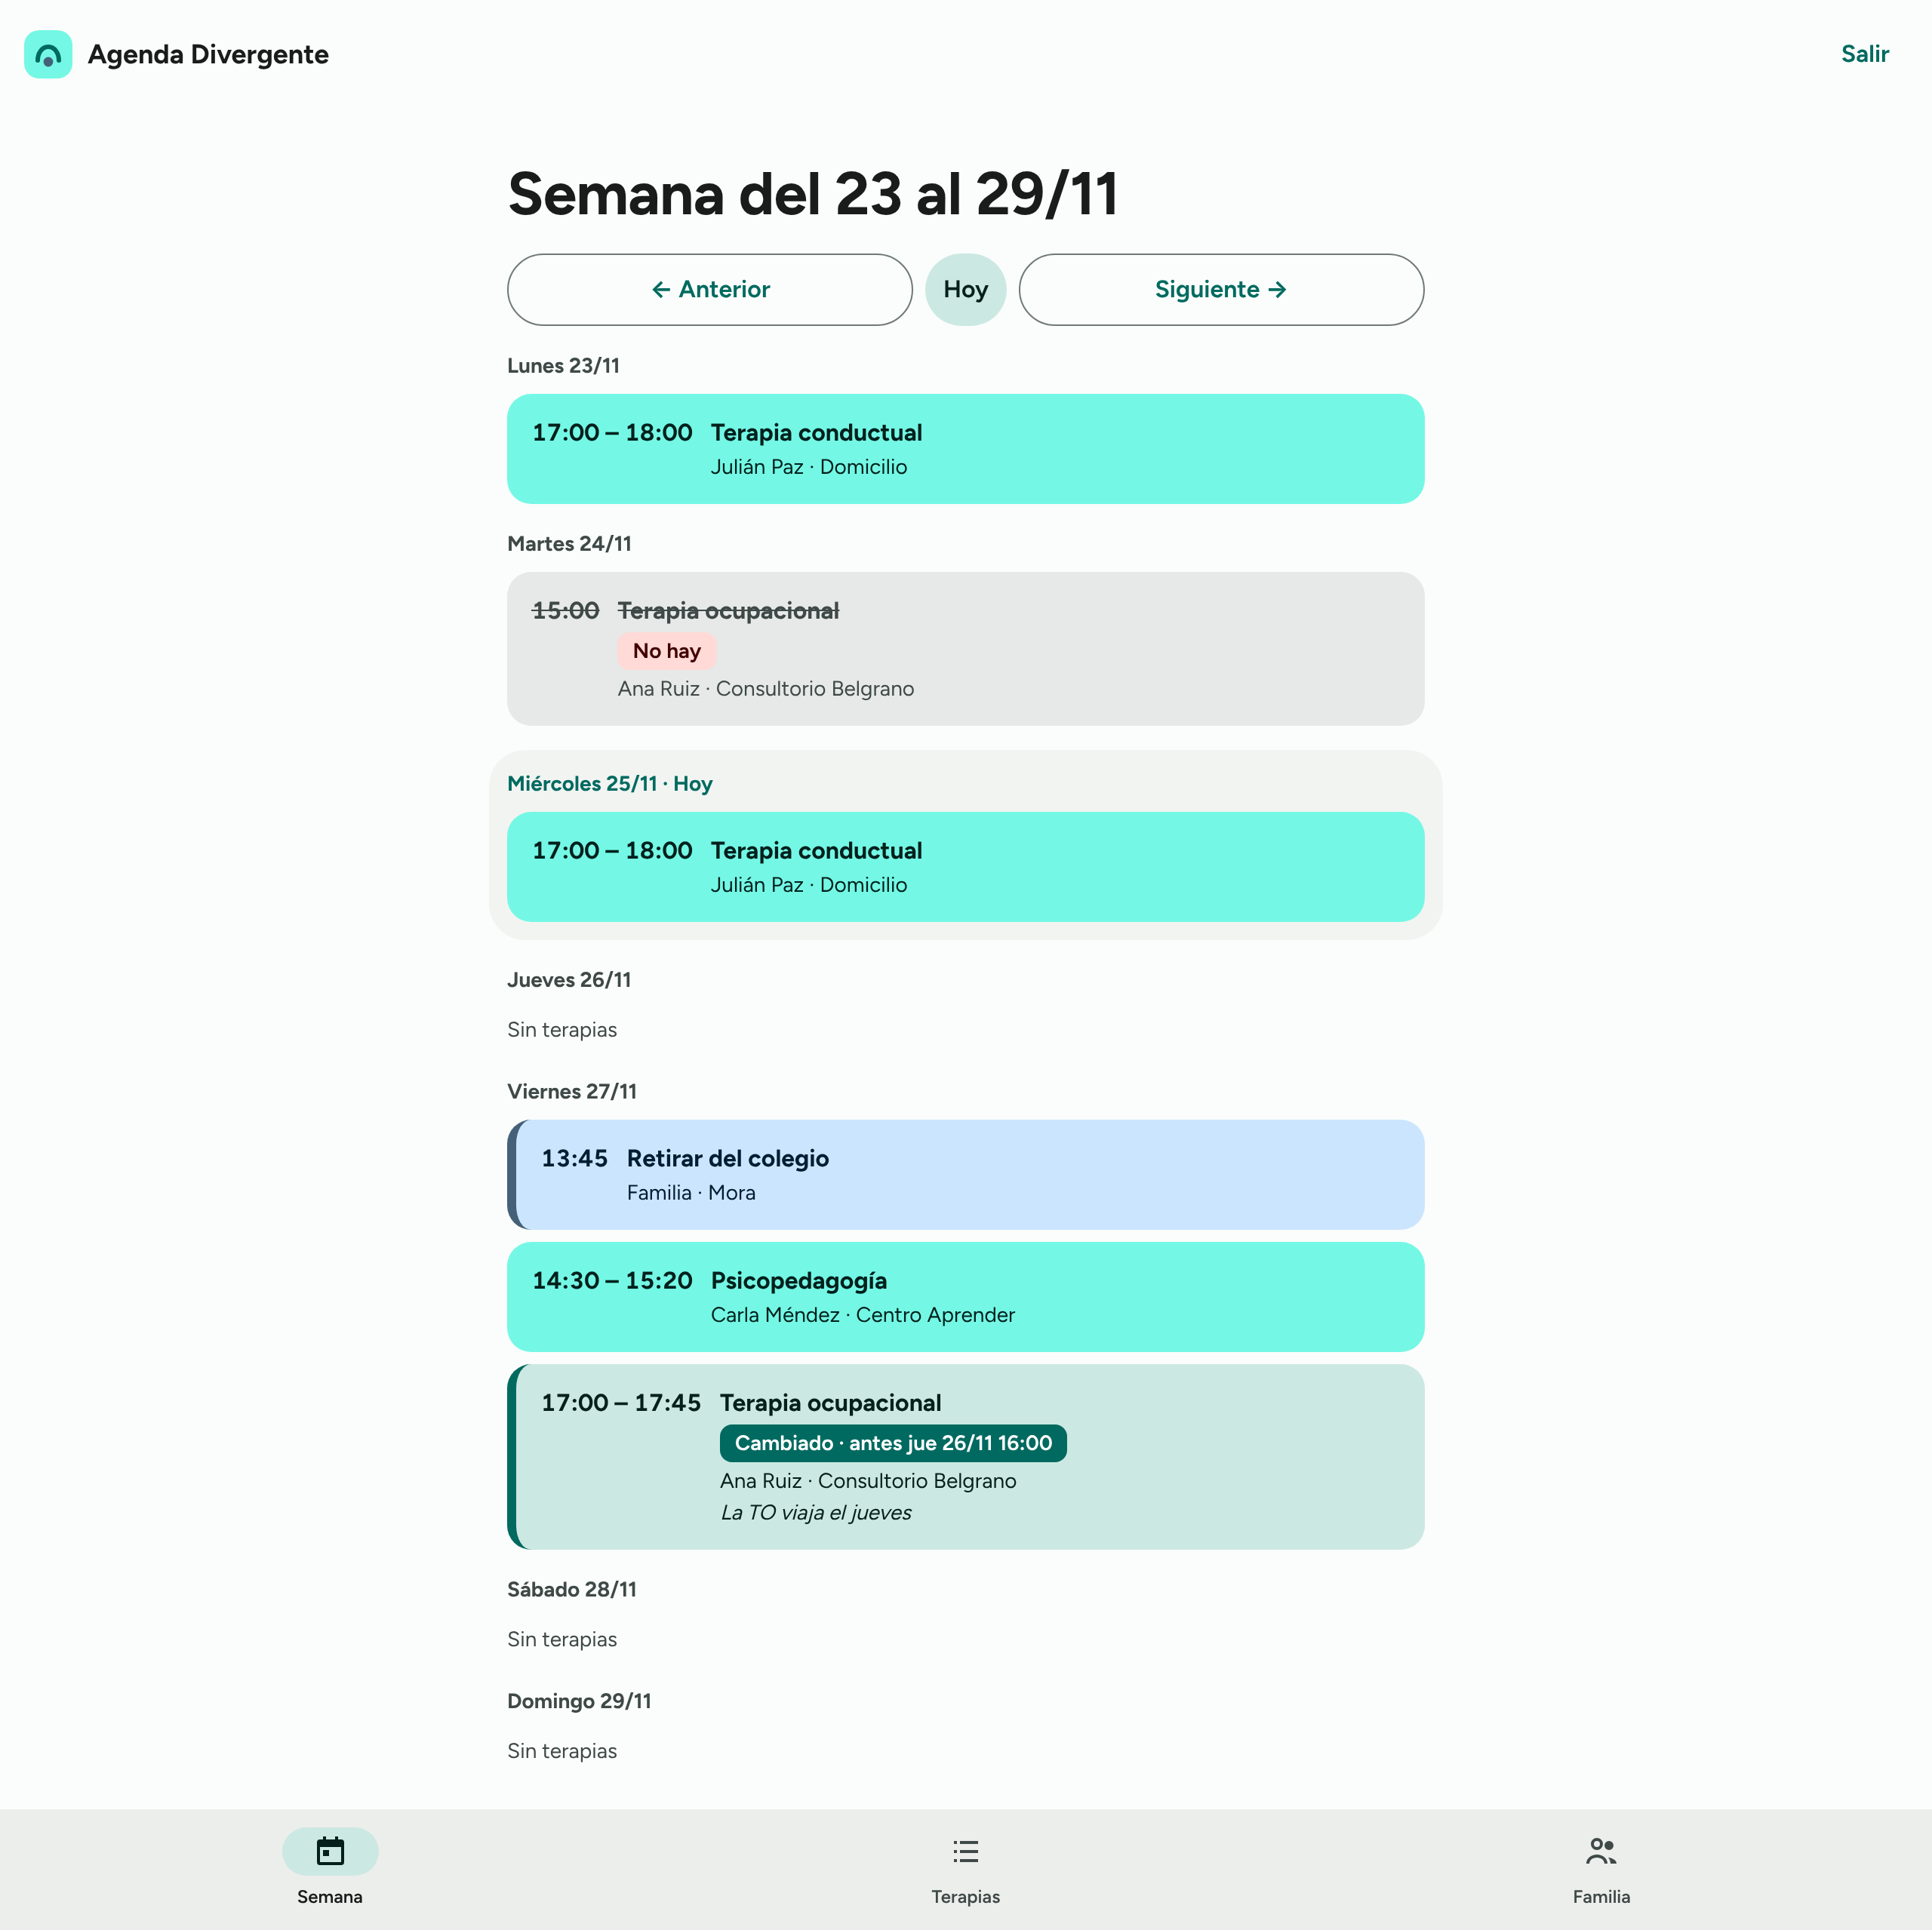 Agenda Divergente
Salir
Semana del 23 al 29/11
← Anterior
Hoy
Siguiente →
Lunes 23/11
17:00 – 18:00 Terapia conductual
Julián Paz · Domicilio
Martes 24/11
15:00 Terapia ocupacional
No hay
Ana Ruiz · Consultorio Belgrano
Miércoles 25/11 · Hoy
17:00 – 18:00 Terapia conductual
Julián Paz · Domicilio
Jueves 26/11
Sin terapias
Viernes 27/11
13:45 Retirar del colegio
Familia · Mora
14:30 – 15:20 Psicopedagogía
Carla Méndez · Centro Aprender
17:00 – 17:45 Terapia ocupacional
Cambiado · antes jue 26/11 16:00
Ana Ruiz · Consultorio Belgrano
La TO viaja el jueves
Sábado 28/11
Sin terapias
Domingo 29/11
Sin terapias
Semana
Terapias
Familia